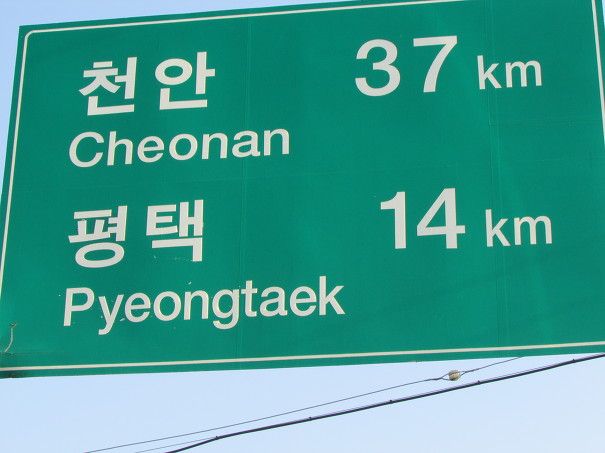 천안 37 km
Cheonan
평택 14 km
Pyeongtaek